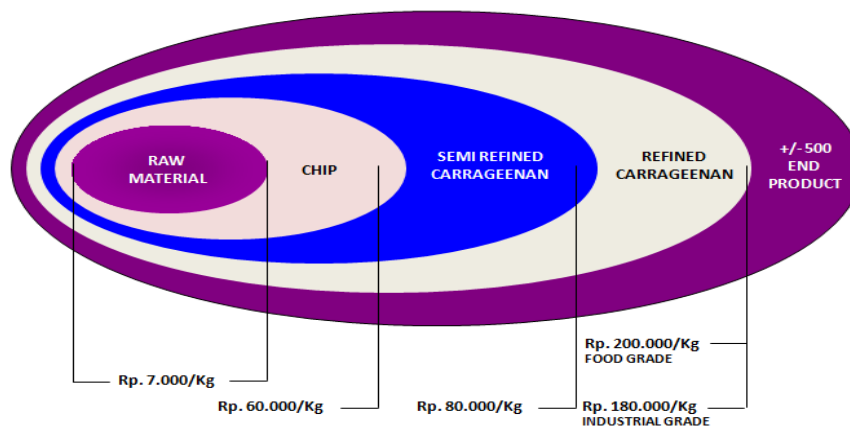 RAW
MATERIAL
CHIP
SEMI REFINED
CARRAGEENAN
REFINED
CARRAGEENAN
+/-500
END
PRODUCT
Rp. 200.000/Kg
FOOD GRADE
Rp. 7.000/Kg
Rp. 60.000/Kg
Rp. 80.000/Kg
Rp. 180.000/Kg
INDUSTRIAL GRADE